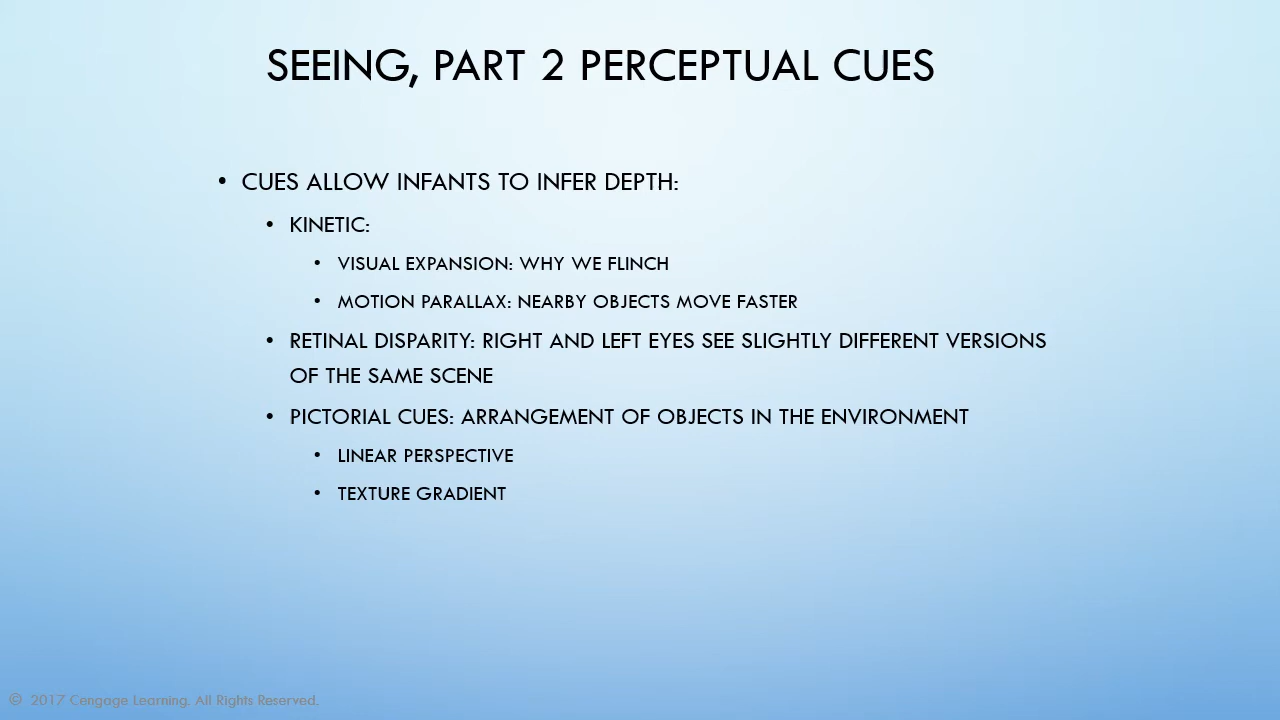 SEEING, PART 2 PERCEPTUAL CUES
• CUES ALLOW INFANTS TO INFER DEPTH:
• KINETIC:
• VISUAL EXPANSION: WHY WE FLINCH
• MOTION PARALLAX: NEARBY OBJECTS MOVE FASTER
• RETINAL DISPARITY: RIGHT AND LEFT EYES SEE SLIGHTLY DIFFERENT VERSIONS
OF THE SAME SCENE
• PICTORIAL CUES: ARRANGEMENT OF OBJECTS IN THE ENVIRONMENT
• LINEAR PERSPECTIVE
• TEXTURE GRADIENT
© 2017 Cengage Learning. All Rights Reserved.